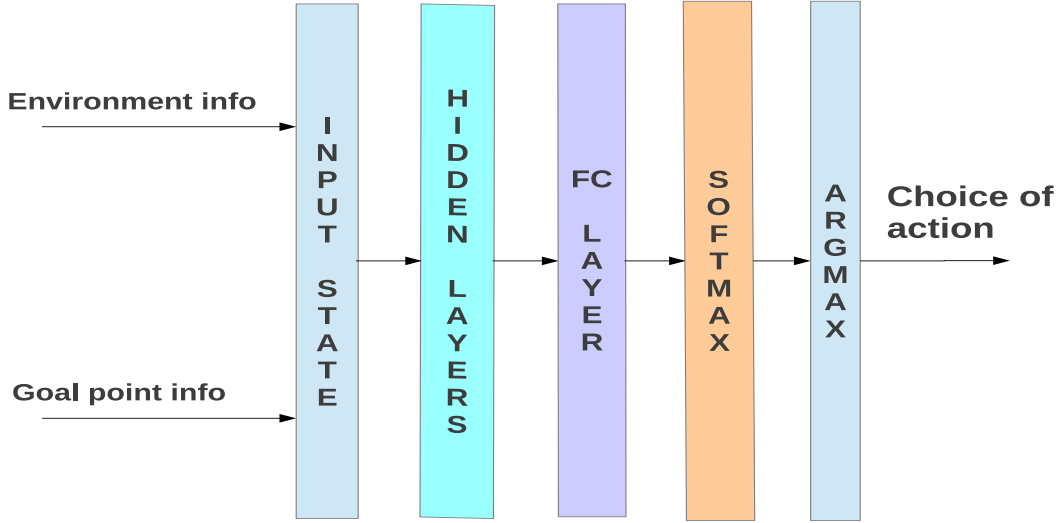 Environment info
Goal point info
INPUT STATE
HIDDEN LAYERS
FC LAYER
SOFTMAX
ARGMAX
Choice of
action